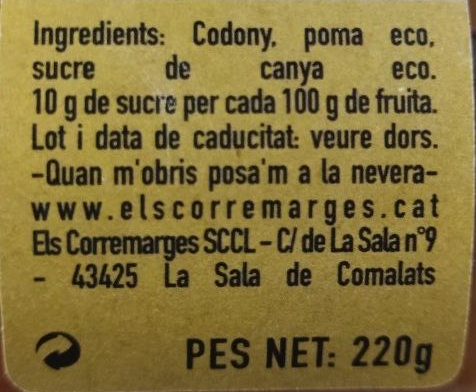 Ingredients: Codony, poma eco,
sucre de canya eco.
10 g de sucre per cada 100 g de fruita.
Lot i data de caducitat: veure dors.
-Quan m'obris posa'm a la nevera-
www.elscorremarges.cat
Els Corremarges SCCL - C/ de La Sala nº9
- 43425 La Sala de Comalats
PES NET: 220g